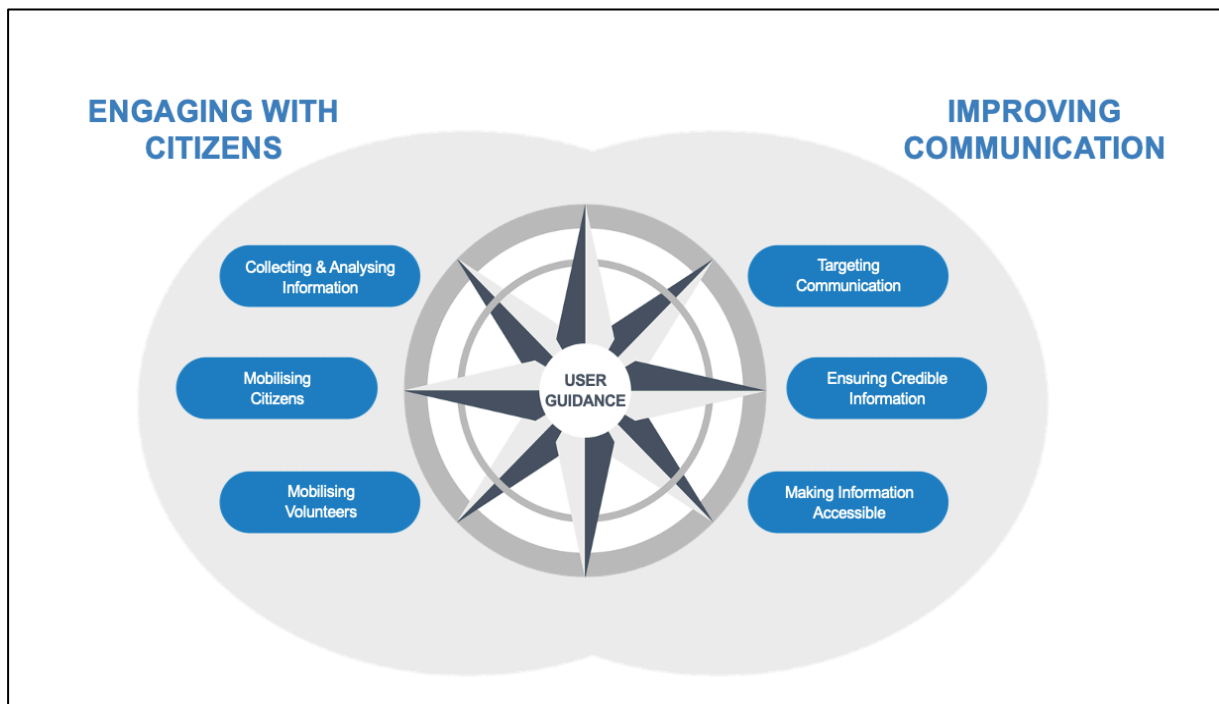 ENGAGING WITH
CITIZENS
IMPROVING
COMMUNICATION
Collecting & Analysing
Information
Mobilising
Citizens
Mobilising
Volunteers
USER
GUIDANCE
Targeting
Communication
Ensuring Credible
Information
Making Information
Accessible